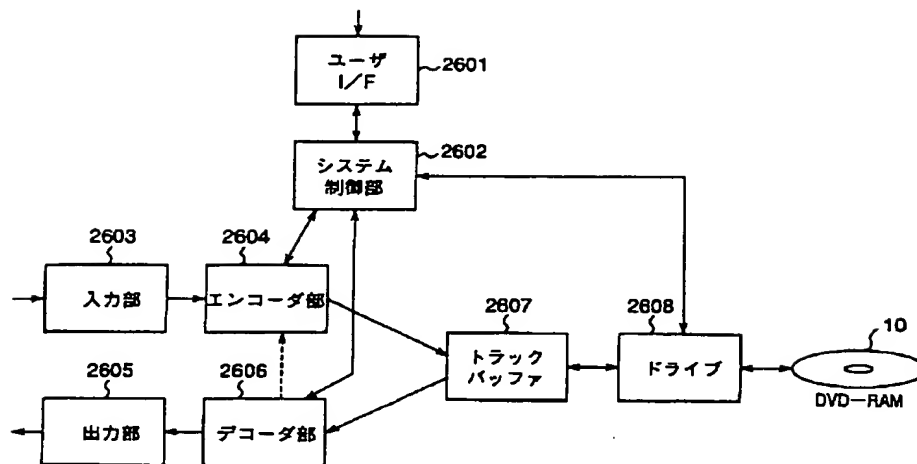 ユーザ
I/F
2601
システム
制御部
2602
2603
入力部
2604
エンコーダ部
2605
出力部
2606
デコーダ部
2607
トラック
バッファ
2608
ドライブ
10
DVD-RAM